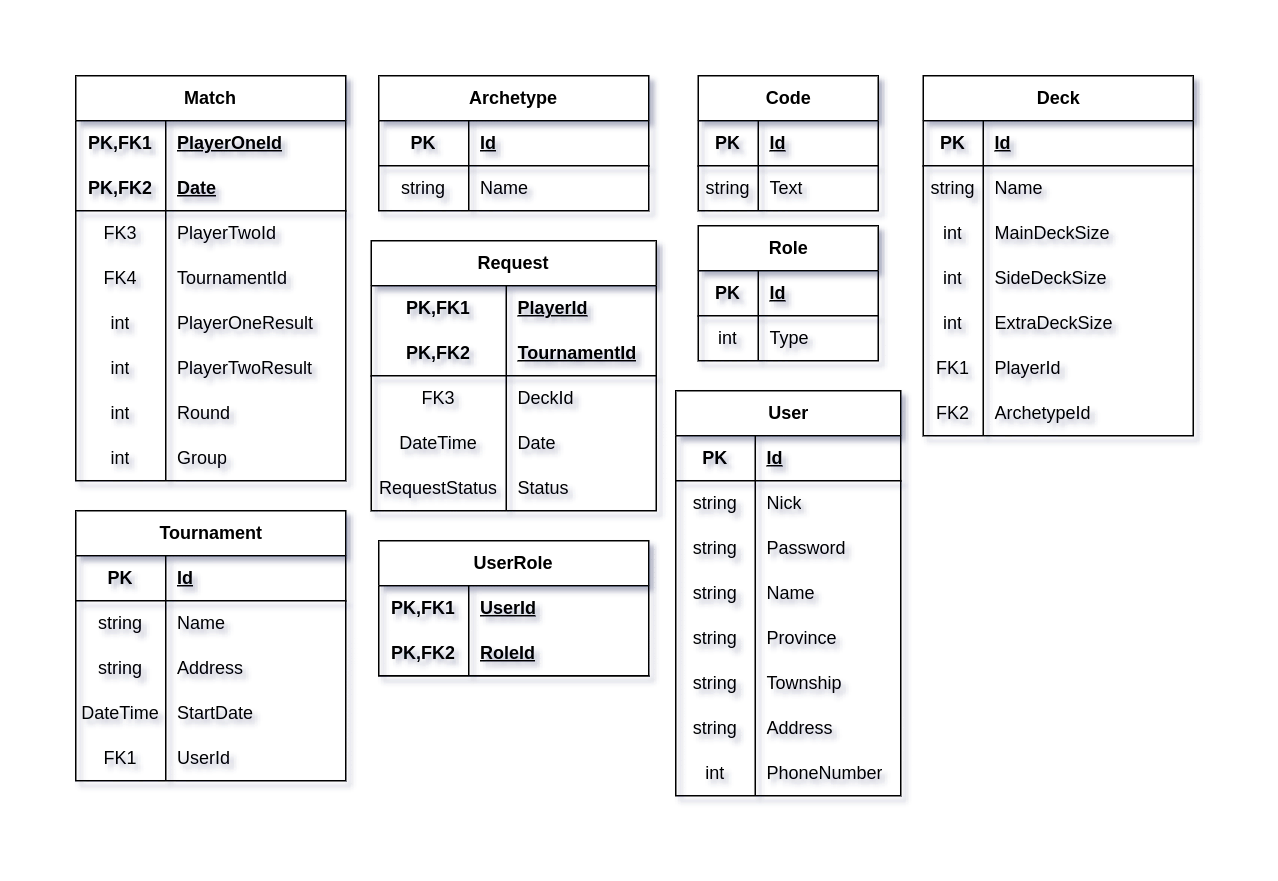 Match
PK,FK1 PlayerOneId
PK,FK2 Date
FK3 PlayerTwoId
FK4 TournamentId
int PlayerOneResult
int PlayerTwoResult
int Round
int Group
Tournament
PK Id
string Name
string Address
DateTime StartDate
FK1 UserId
Archetype
PK Id
string Name
Request
PK,FK1 PlayerId
PK,FK2 TournamentId
FK3 DeckId
DateTime Date
RequestStatus Status
UserRole
PK,FK1 UserId
PK,FK2 RoleId
Code
PK Id
string Text
Role
PK Id
int Type
User
PK Id
string Nick
string Password
string Name
string Province
string Township
string Address
int PhoneNumber
Deck
PK Id
string Name
int MainDeckSize
int SideDeckSize
int ExtraDeckSize
FK1 PlayerId
FK2 ArchetypeId